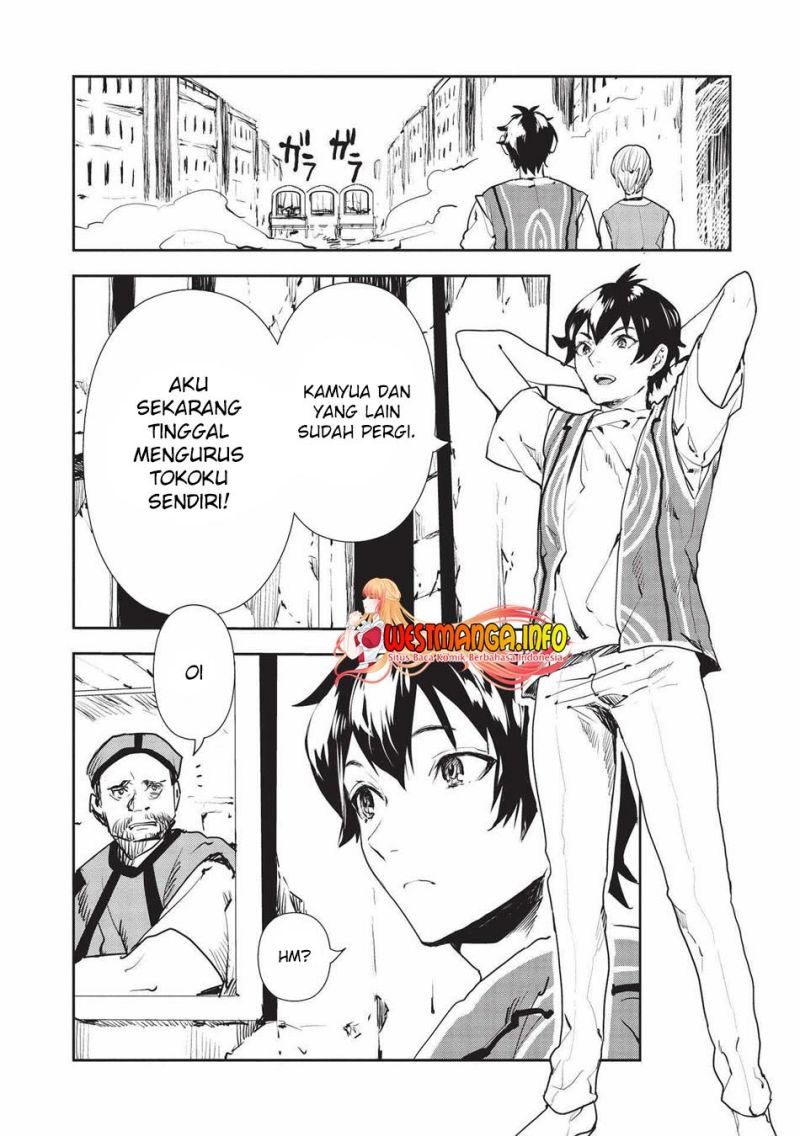 ガラ
ガラ
KAMYUA DAN
YANG LAIN
SUDAH PERGI.
AKU
SEKARANG
TINGGAL
MENGURUS
TOKOKU
SENDIRI!
WESTMANGA.INFO
Situs Baca Komik Berbahasa Indonesia
OI
HM?